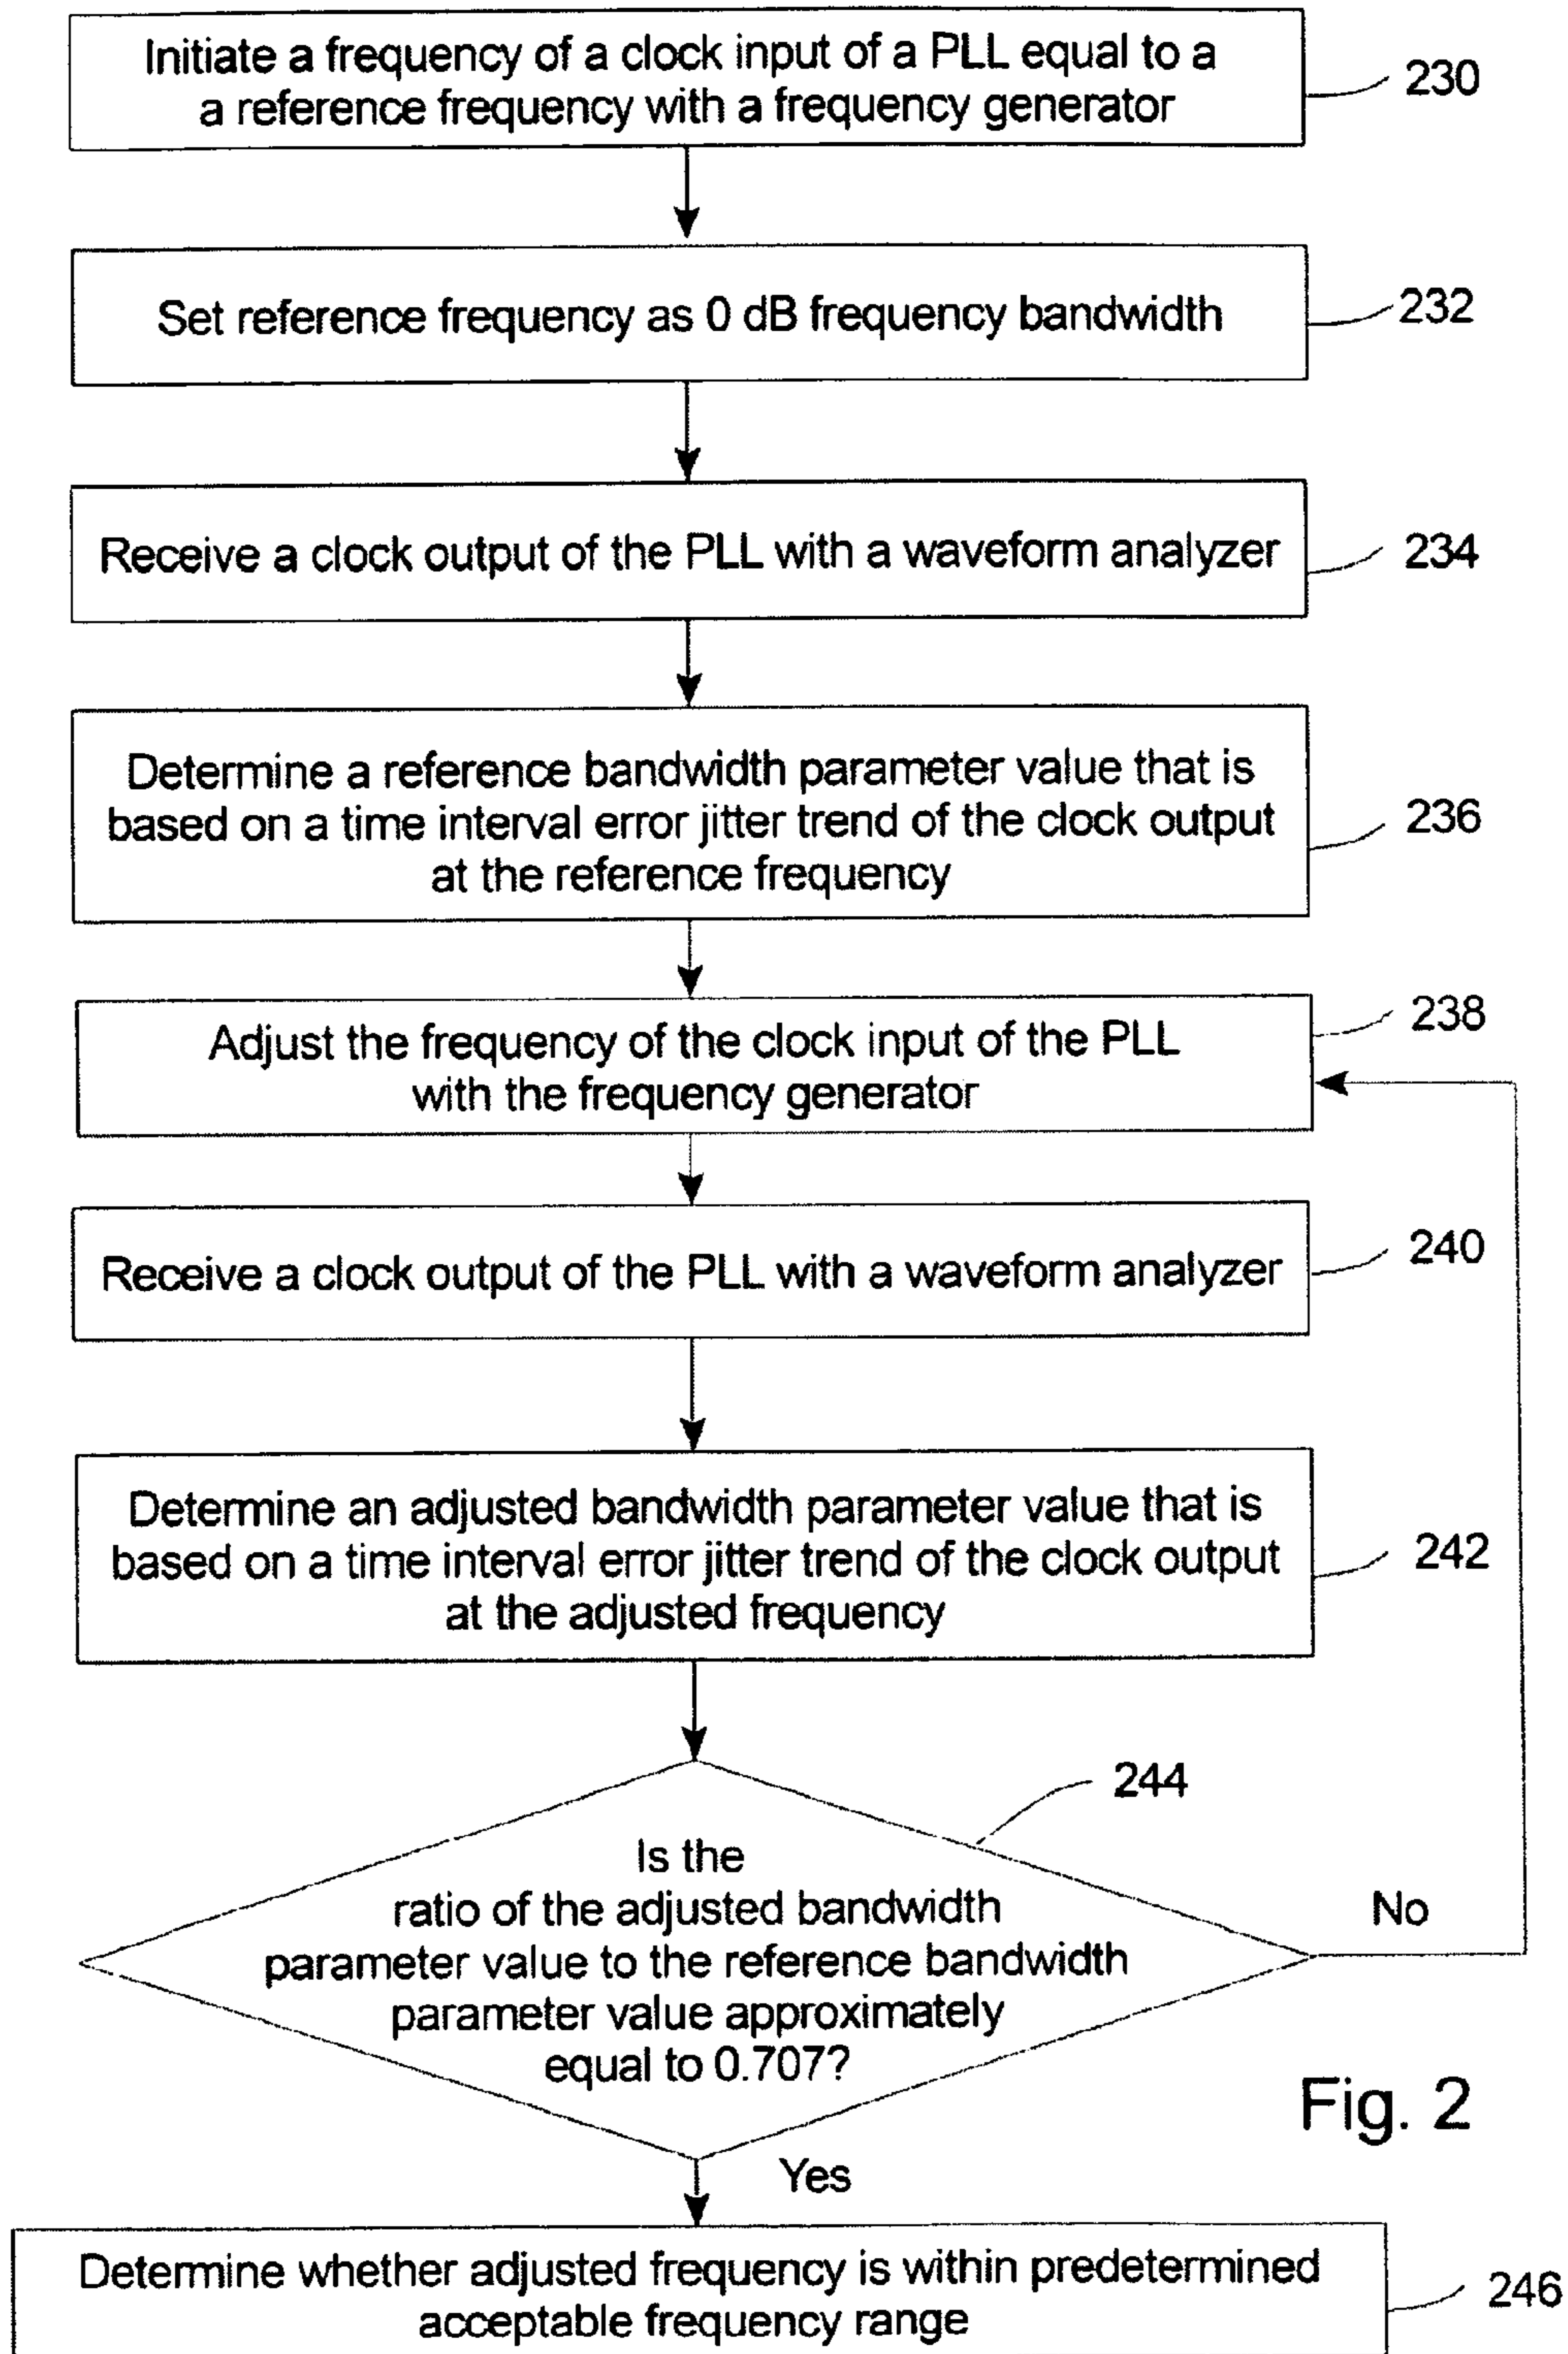 Initiate a frequency of a clock input of a PLL equal to a
a reference frequency with a frequency generator
230
Set reference frequency as 0 dB frequency bandwidth
232
Receive a clock output of the PLL with a waveform analyzer
234
Determine a reference bandwidth parameter value that is
based on a time interval error jitter trend of the clock output
at the reference frequency
236
Adjust the frequency of the clock input of the PLL
with the frequency generator
238
Receive a clock output of the PLL with a waveform analyzer
240
Determine an adjusted bandwidth parameter value that is
based on a time interval error jitter trend of the clock output
at the adjusted frequency
242
244
Is the
ratio of the adjusted bandwidth
parameter value to the reference bandwidth
parameter value approximately
equal to 0.707?
No
Fig. 2
Yes
Determine whether adjusted frequency is within predetermined
acceptable frequency range
246